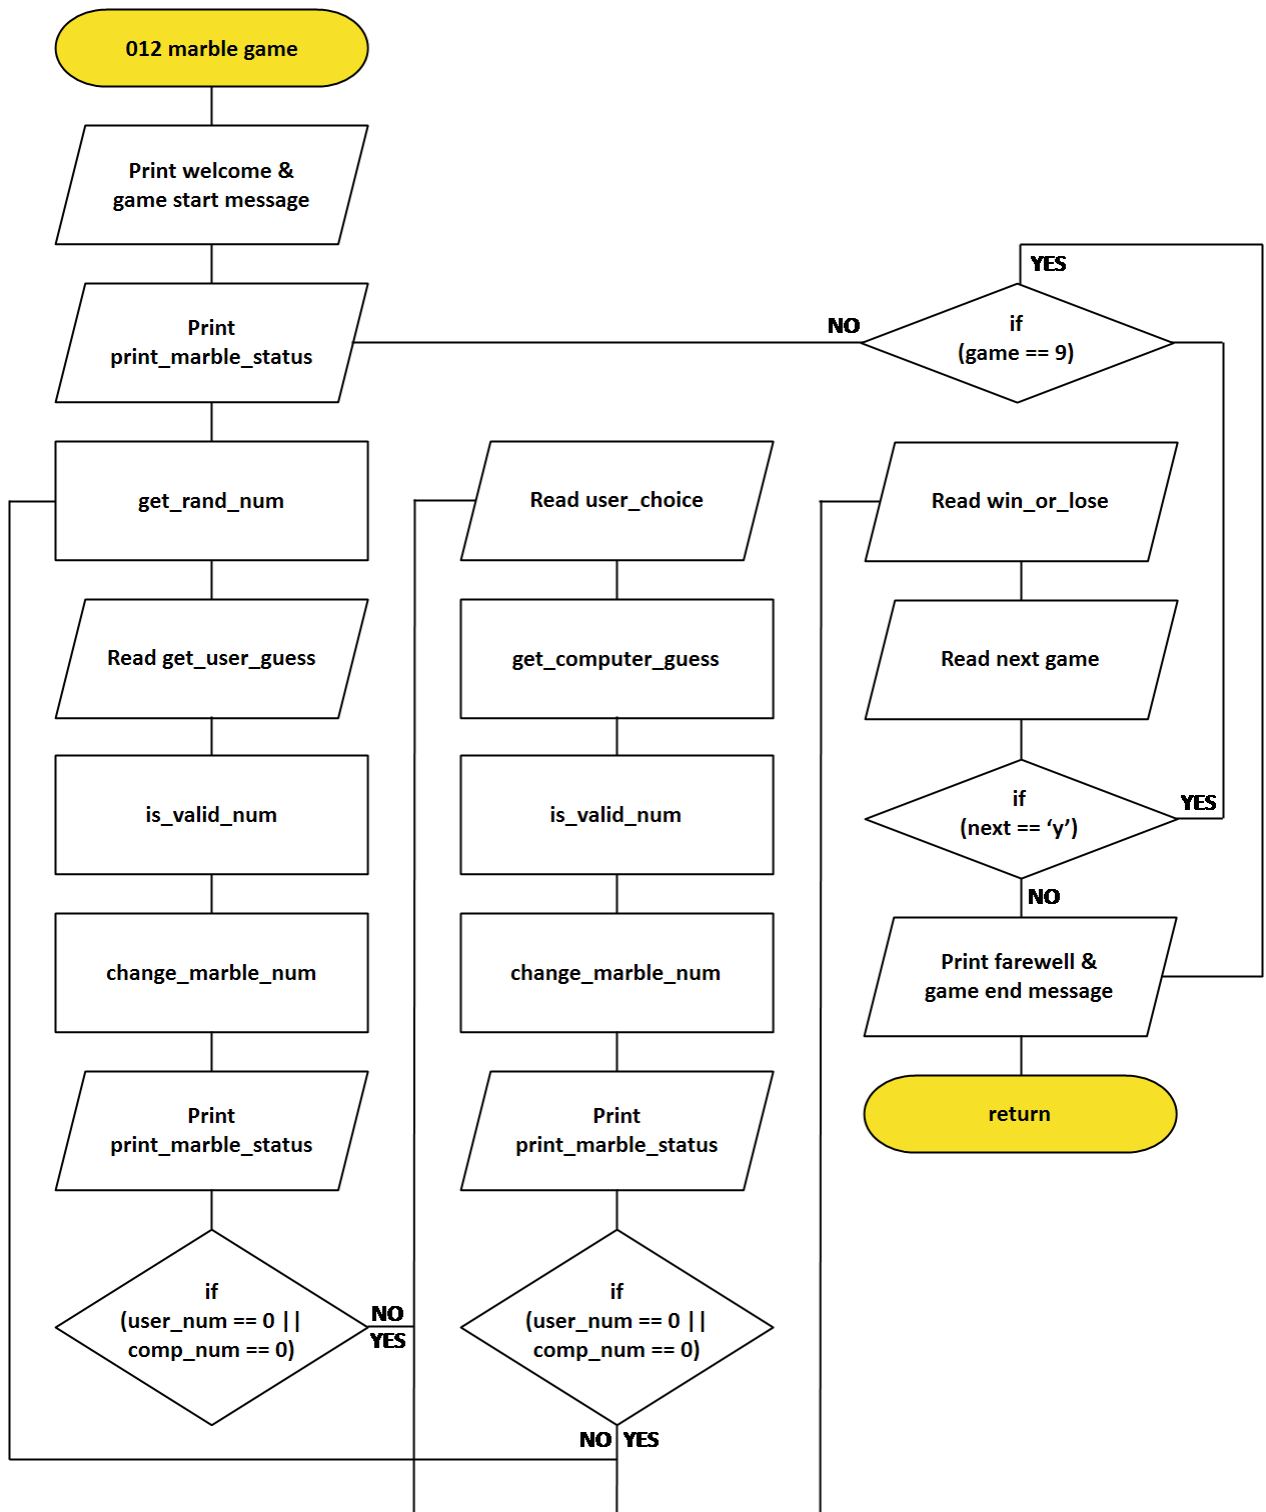 012 marble game
Print welcome &
game start message
Print
print_marble_status
get_rand_num
Read get_user_guess
is_valid_num
change_marble_num
Print
print_marble_status
if
(user_num == 0 ||
comp_num == 0)
NO
YES
Read user_choice
get_computer_guess
is_valid_num
change_marble_num
Print
print_marble_status
if
(user_num == 0 ||
comp_num == 0)
NO YES
YES
NO
if
(game == 9)
Read win_or_lose
Read next game
if
(next == ‘y’)
YES
NO
Print farewell &
game end message
return